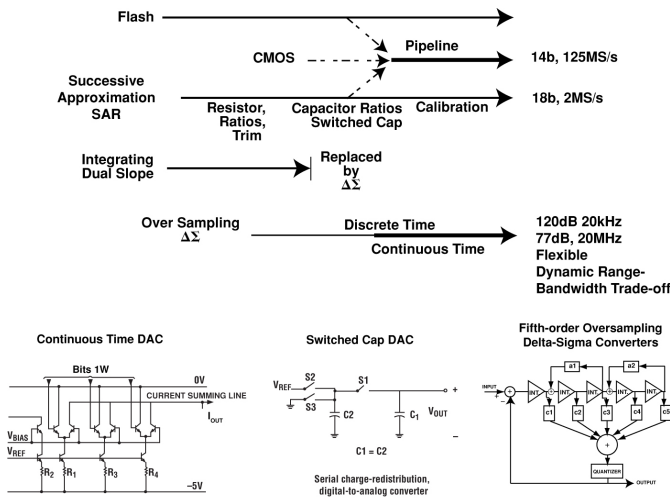 Flash
Pipeline
CMOS
14b, 125MS/s
Successive
Approximation
SAR
18b, 2MS/s
Resistor,
Ratios,
Trim
Capacitor Ratios
Switched Cap
Calibration
Integrating
Dual Slope
Replaced
by
ΔΣ
Over Sampling
ΔΣ
Discrete Time
Continuous Time
120dB 20kHz
77dB, 20MHz
Flexible
Dynamic Range-
Bandwidth Trade-off
Continuous Time DAC
Bits 1W
0V
CURRENT SUMMING LINE
IOUT
VBIAS
VREF
R2 R1 R3 R4
–5V
Switched Cap DAC
VREF
S2
S1
S3
C2
C1
VOUT
+
–
C1 = C2
Serial charge-redistribution,
digital-to-analog converter
Fifth-order Oversampling
Delta-Sigma Converters
a1
a2
INPUT
+
–
INT. INT. INT. INT. INT.
c1 c2 c3 c4 c5
+
QUANTIZER
OUTPUT